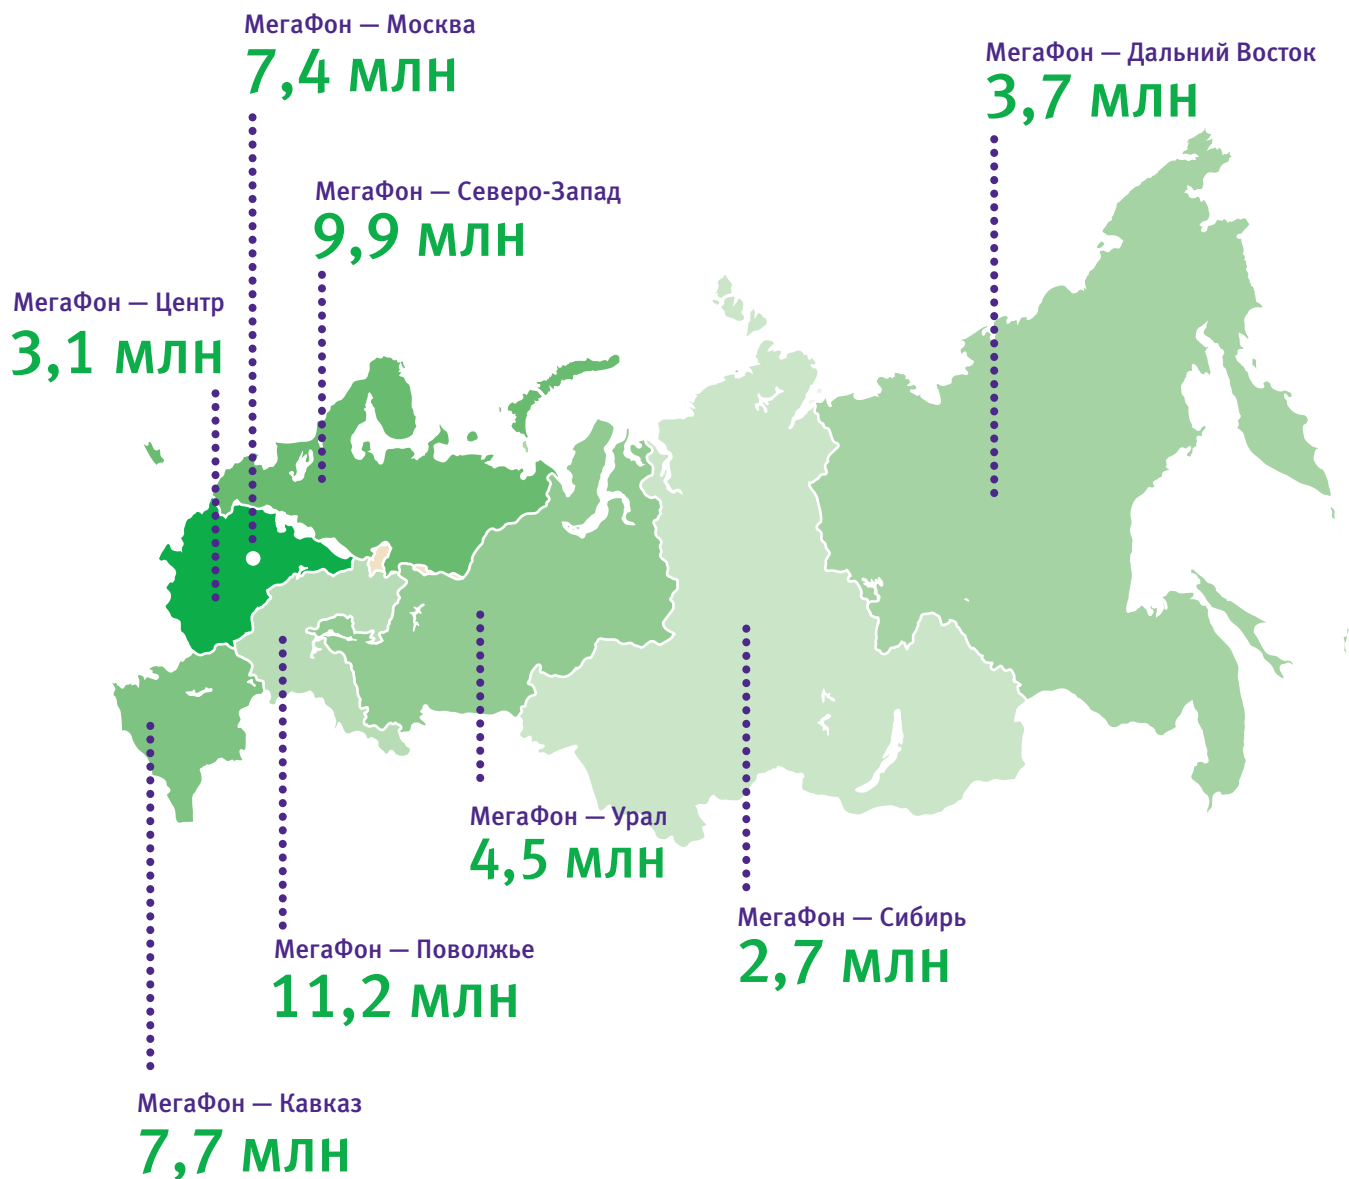 МегаФон — Москва
7,4 млн
МегаФон — Дальний Восток
3,7 млн
МегаФон — Северо-Запад
9,9 млн
МегаФон — Центр
3,1 млн
МегаФон — Урал
4,5 млн
МегаФон — Сибирь
2,7 млн
МегаФон — Поволжье
11,2 млн
МегаФон — Кавказ
7,7 млн